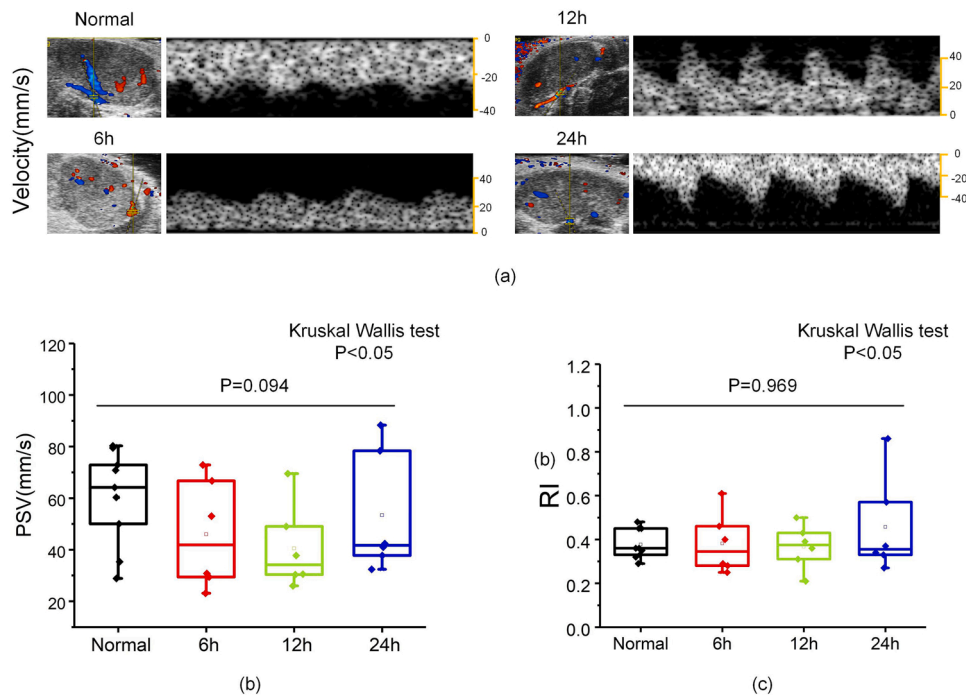 Normal
12h
0
-20
-40
40
20
0
6h
24h
40
20
0
0
-20
-40
Velocity(mm/s)
(a)
Kruskal Wallis test
P<0.05
P=0.094
120
100
80
60
40
20
PSV(mm/s)
Normal 6h 12h 24h
(b)
Kruskal Wallis test
P<0.05
P=0.969
1.2
1.0
0.8
0.6
0.4
0.2
0.0
(b)
RI
Normal 6h 12h 24h
(c)